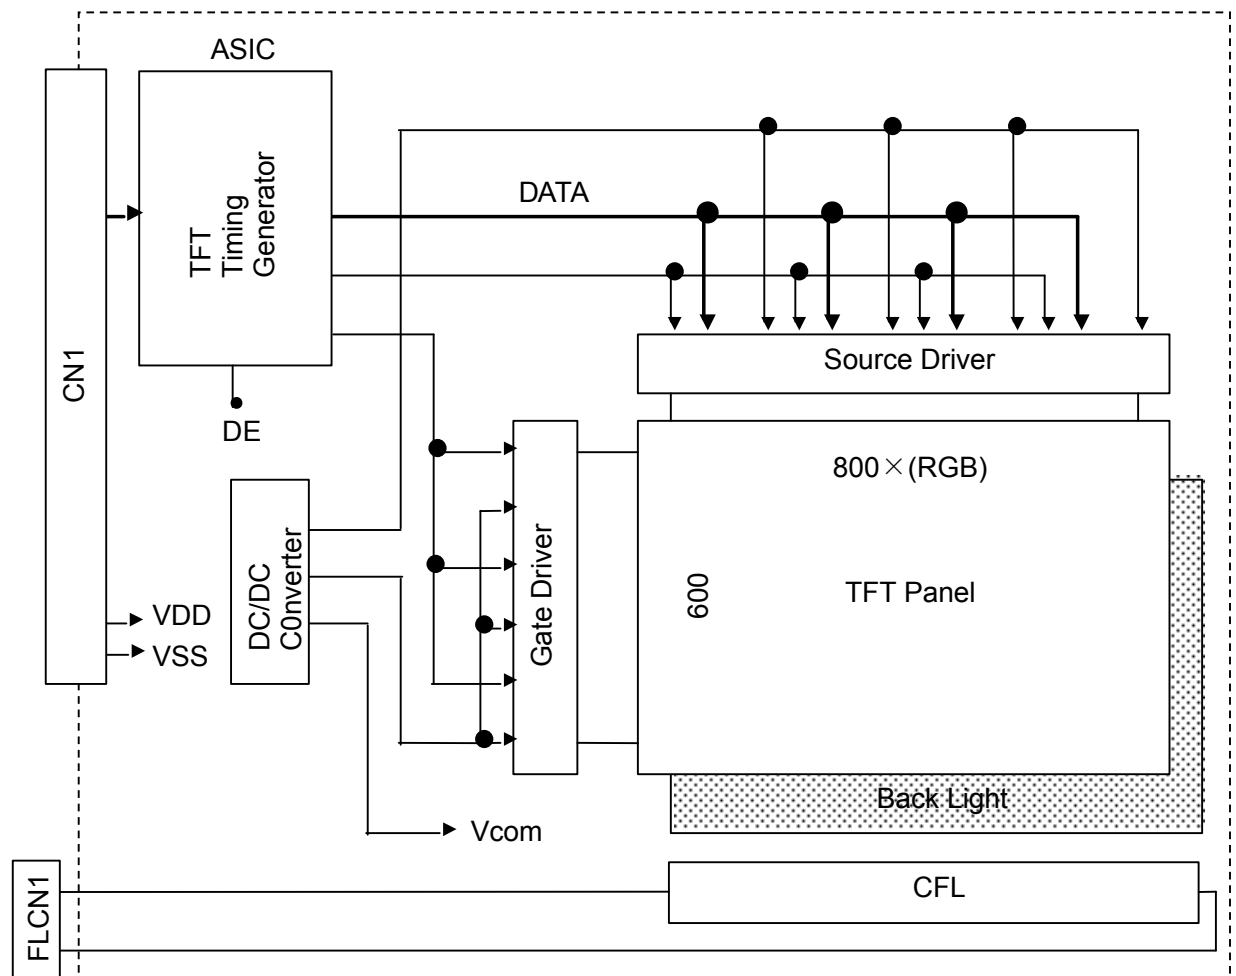 ASIC
CN1
TFT
Timing
Generator
DATA
DE
Source Driver
DC/DC
C0nverter
VDD
VSS
Gate Driver
800×(RGB)
600
TFT Panel
Back Light
Vcom
FLCN1
CFL